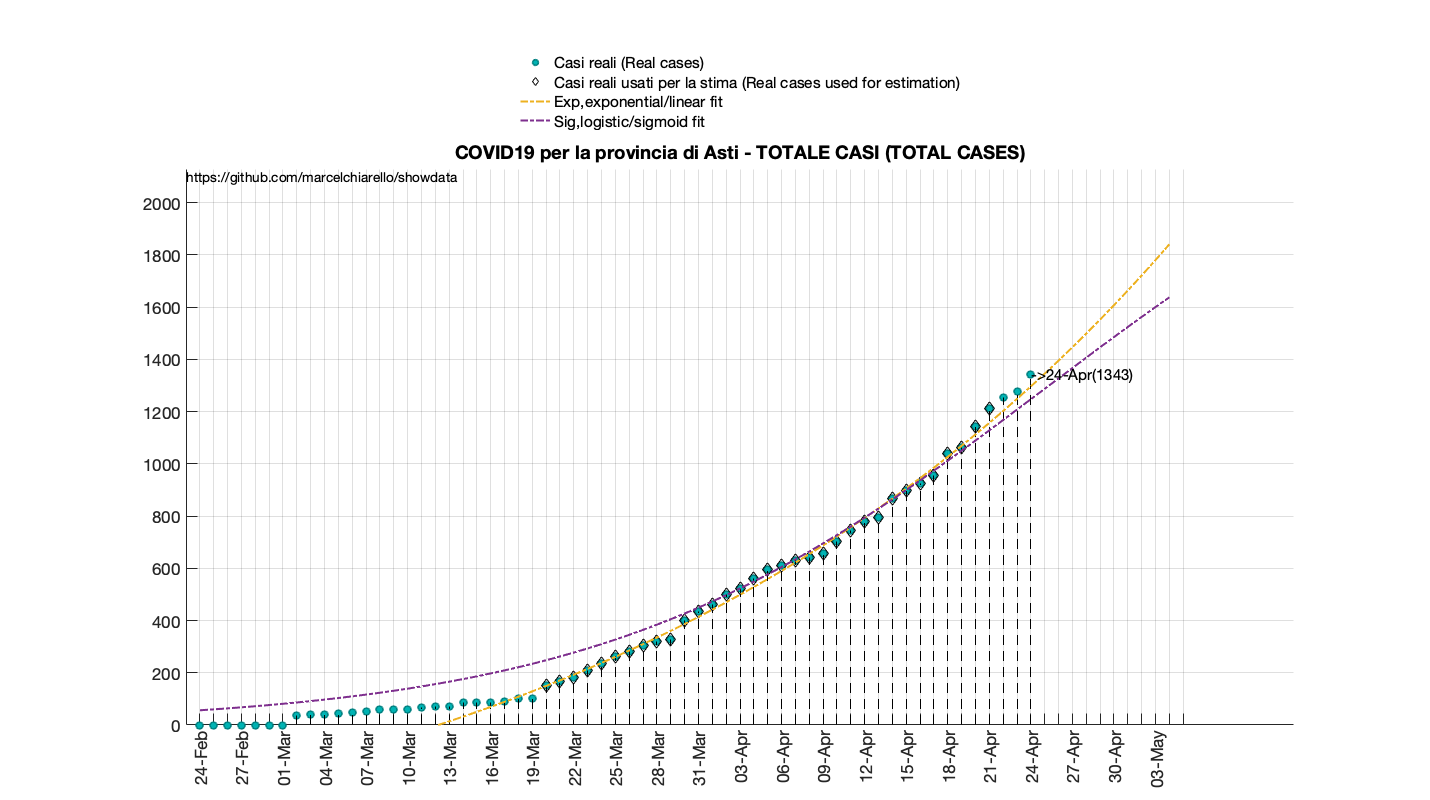 Casi reali (Real cases)
Casi reali usati per la stima (Real cases used for estimation)
Exp,exponential/linear fit
Sig,logistic/sigmoid fit
COVID19 per la provincia di Asti - TOTALE CASI (TOTAL CASES)
https://github.com/marcelchiarello/showdata
2000
1800
1600
1400
1200
1000
800
600
400
200
0
->24-Apr(1343)
24-Feb
27-Feb
01-Mar
04-Mar
07-Mar
10-Mar
13-Mar
16-Mar
19-Mar
22-Mar
25-Mar
28-Mar
31-Mar
03-Apr
06-Apr
09-Apr
12-Apr
15-Apr
18-Apr
21-Apr
24-Apr
27-Apr
30-Apr
03-May